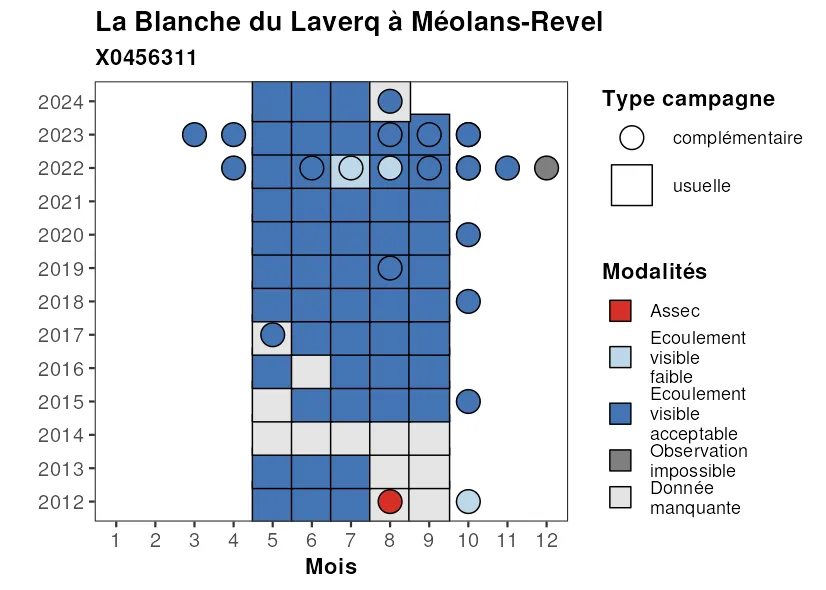 La Blanche du Laverq à Méolans-Revel
X0456311
2024
2023
2022
2021
2020
2019
2018
2017
2016
2015
2014
2013
2012
1 2 3 4 5 6 7 8 9 10 11 12
Mois
Type campagne
complémentaire
usuelle
Modalités
Assec
Ecoulement
visible
faible
Ecoulement
visible
acceptable
Observation
impossible
Donnée
manquante